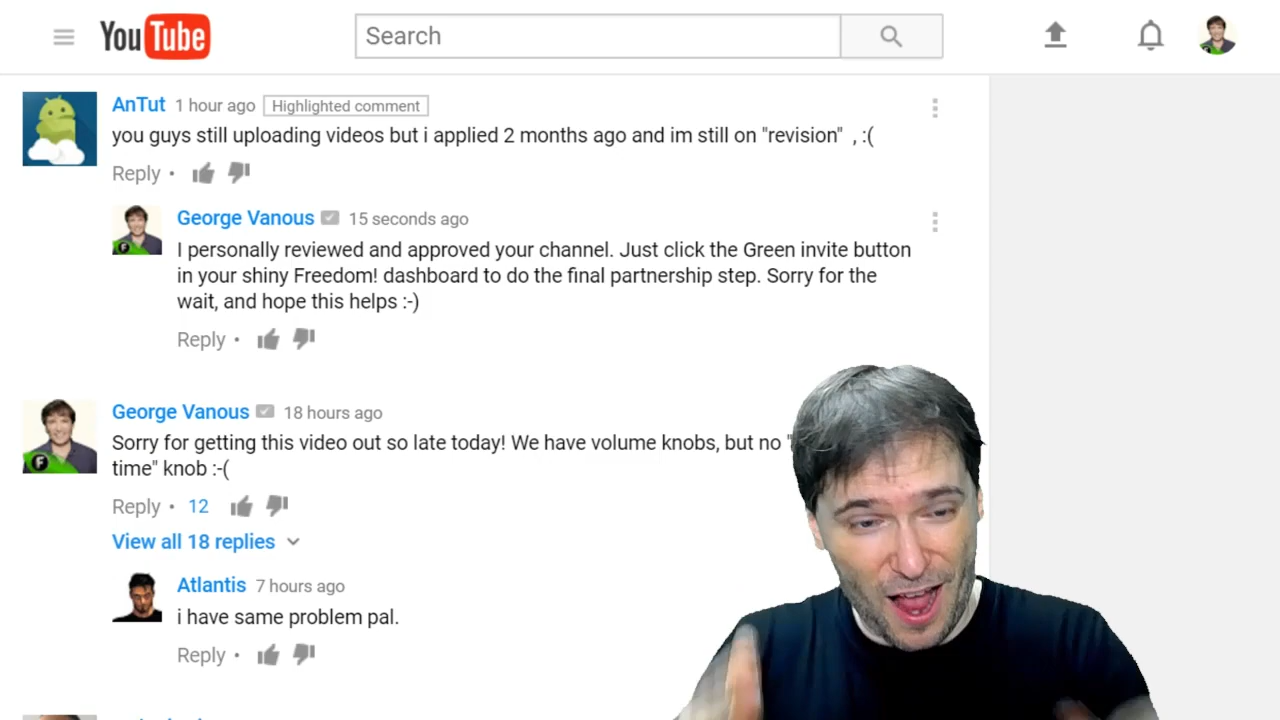 YouTube
Search
AnTut 1 hour ago Highlighted comment
you guys still uploading videos but i applied 2 months ago and im still on "revision" , :(
Reply •
George Vanous 15 seconds ago
I personally reviewed and approved your channel. Just click the Green invite button
in your shiny Freedom! dashboard to do the final partnership step. Sorry for the
wait, and hope this helps :-)
Reply •
George Vanous 18 hours ago
Sorry for getting this video out so late today! We have volume knobs, but no "
time" knob :-(
Reply • 12
View all 18 replies
Atlantis 7 hours ago
i have same problem pal.
Reply •